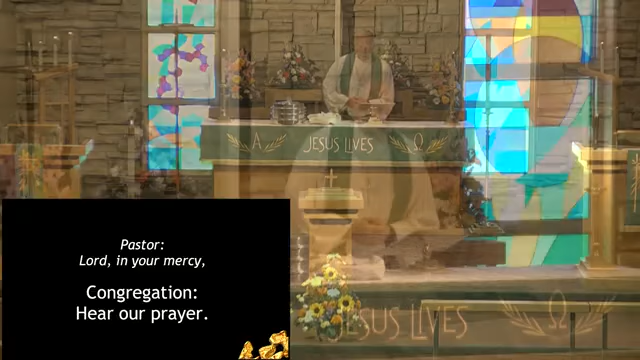 Α JESUS LIVES Ω
Pastor:
Lord, in your mercy,
Congregation:
Hear our prayer.
JESUS LIVES Ω